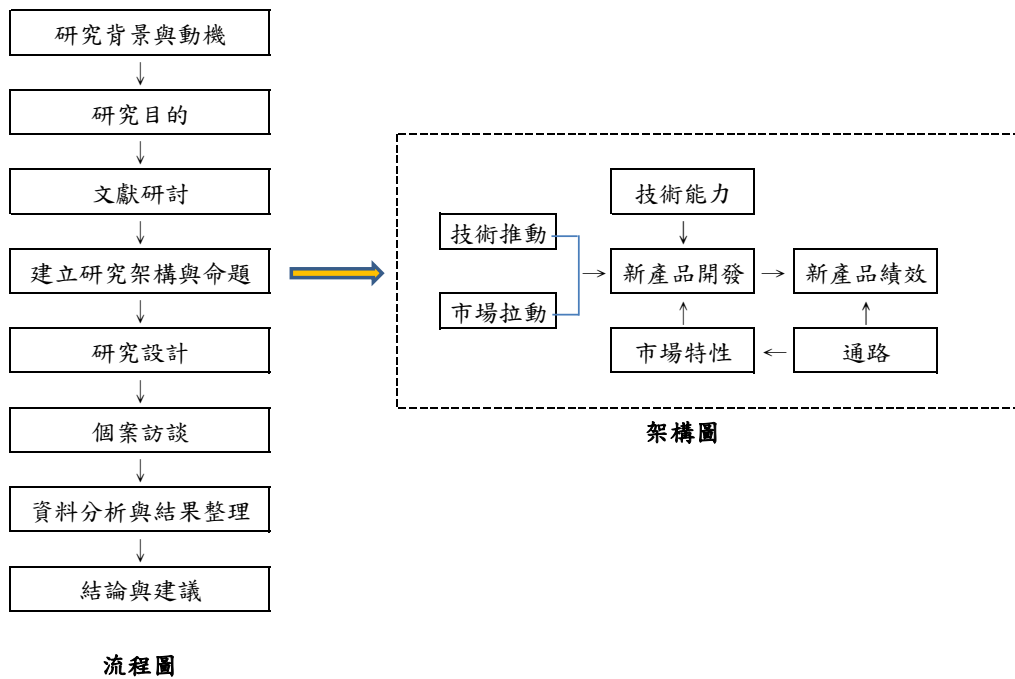 研究背景與動機
研究目的
文獻研討
建立研究架構與命題
研究設計
個案訪談
資料分析與結果整理
結論與建議
流程圖
技術能力
技術推動
新產品開發
新產品績效
市場拉動
市場特性
通路
架構圖